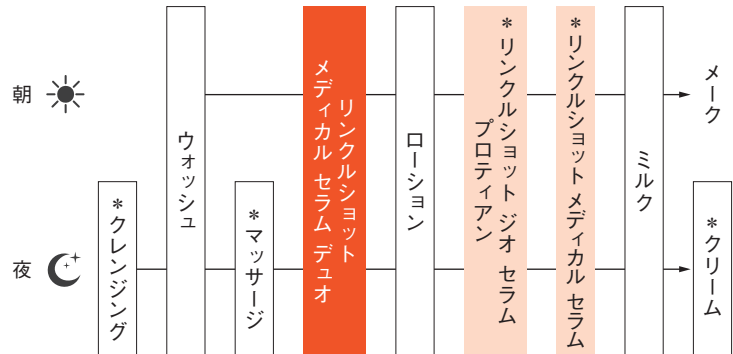 朝
夜
*クレンジング
ウォッシュ
*マッサージ
リンクルショット
メディカル セラム デュオ
ローション
*リンクルショット ジオ セラム
プロティアン
*リンクルショット メディカル セラム
ミルク
メーク
*クリーム